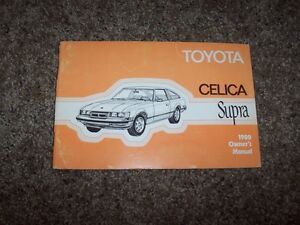 TOYOTA
CELICA
Supra
1980
Owner's
Manual